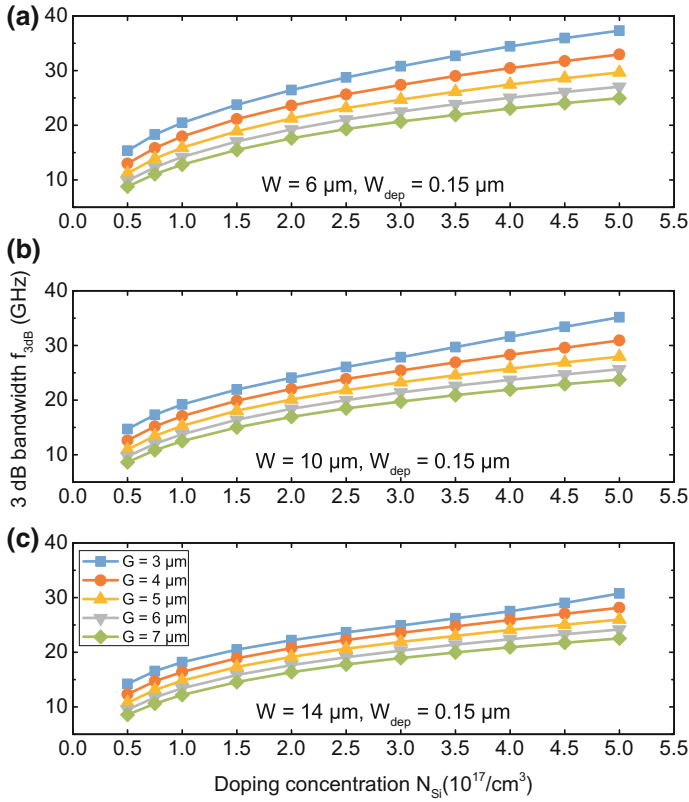 (a)
40
30
20
10
W = 6 µm, W_dep = 0.15 µm
0.0 0.5 1.0 1.5 2.0 2.5 3.0 3.5 4.0 4.5 5.0 5.5
(b)
3 dB bandwidth f_3dB (GHz)
40
30
20
10
W = 10 µm, W_dep = 0.15 µm
0.0 0.5 1.0 1.5 2.0 2.5 3.0 3.5 4.0 4.5 5.0 5.5
(c)
40
30
20
10
G = 3 µm
G = 4 µm
G = 5 µm
G = 6 µm
G = 7 µm
W = 14 µm, W_dep = 0.15 µm
0.0 0.5 1.0 1.5 2.0 2.5 3.0 3.5 4.0 4.5 5.0 5.5
Doping concentration N_Si(10^17/cm^3)